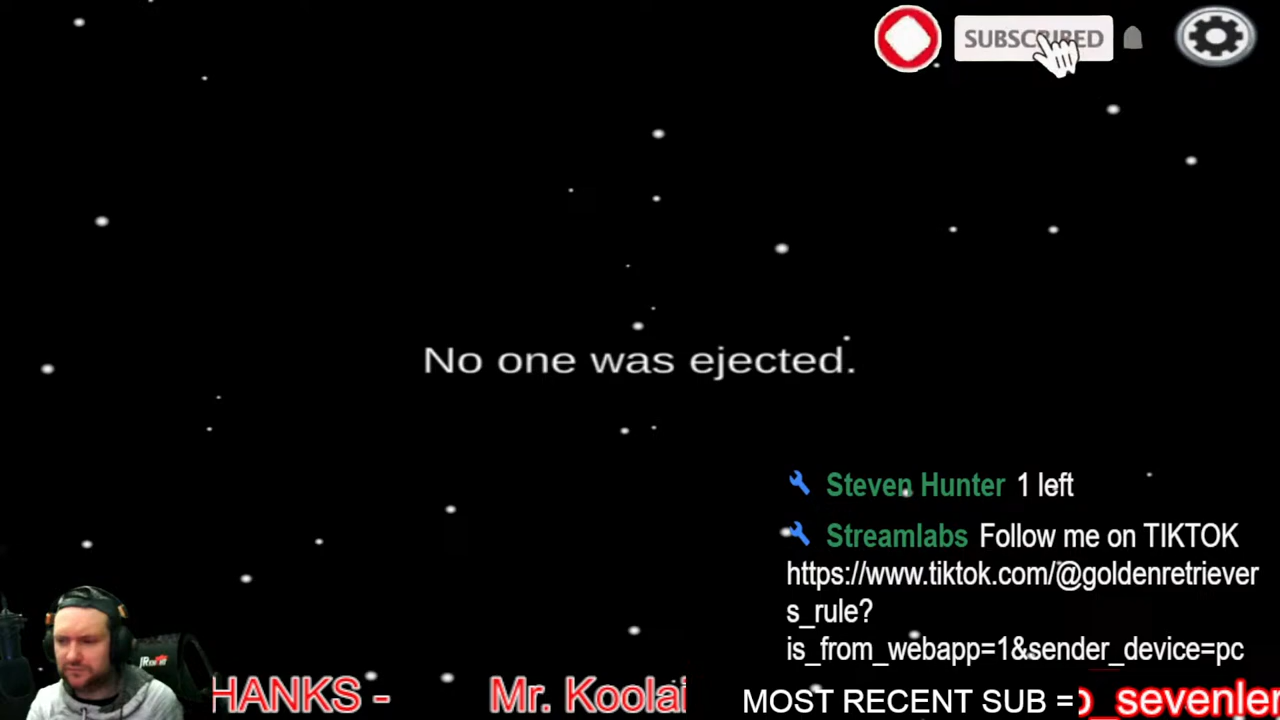 SUBSCRIBED
No one was ejected.
Steven Hunter 1 left
Streamlabs Follow me on TIKTOK
https://www.tiktok.com/@goldenretriever
s_rule?
is_from_webapp=1&sender_device=pc
HANKS - Mr. Koolai
MOST RECENT SUB = _sevenler